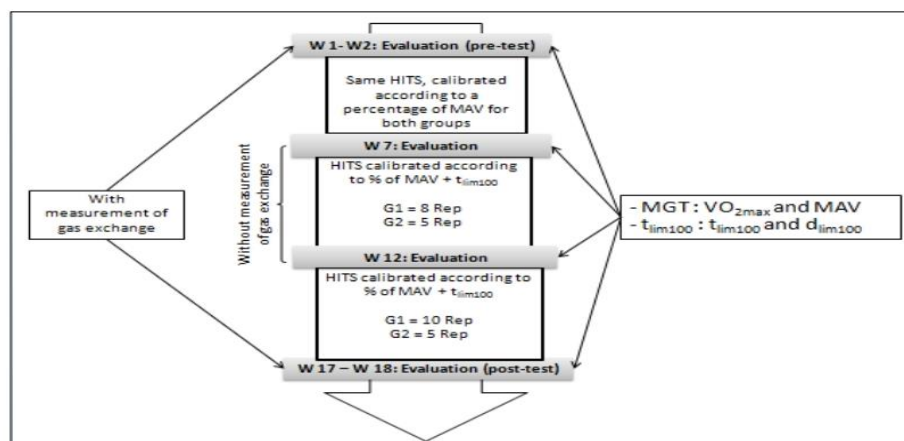 W 1- W2: Evaluation (pre-test)
Same HITS, calibrated
according to a
percentage of MAV for
both groups
W 7: Evaluation
HITS calibrated according
to % of MAV + tlim100
G1 = 8 Rep
G2 = 5 Rep
W 12: Evaluation
HITS calibrated according to
% of MAV + tlim100
G1 = 10 Rep
G2 = 5 Rep
W 17 – W 18: Evaluation (post-test)
With
measurement of
gas exchange
Without measurement
of gas exchange
- MGT : VO2max and MAV
- tlim100 : tlim100 and dlim100